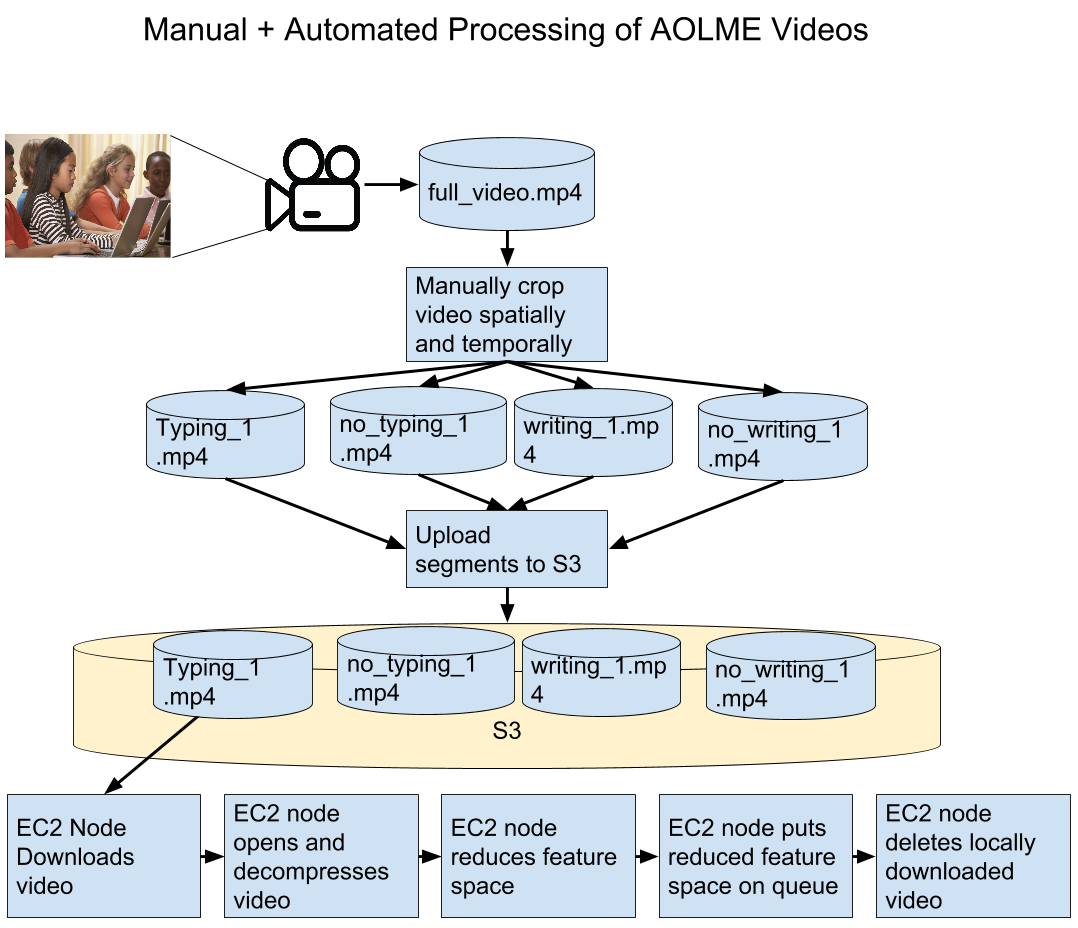 Manual + Automated Processing of AOLME Videos
full_video.mp4
Manually crop
video spatially
and temporally
Typing_1
.mp4
no_typing_1
.mp4
writing_1.mp
4
no_writing_1
.mp4
Upload
segments to S3
Typing_1
.mp4
no_typing_1
.mp4
writing_1.mp
4
no_writing_1
.mp4
S3
EC2 Node
Downloads
video
EC2 node
opens and
decompresses
video
EC2 node
reduces feature
space
EC2 node puts
reduced feature
space on queue
EC2 node
deletes locally
downloaded
video